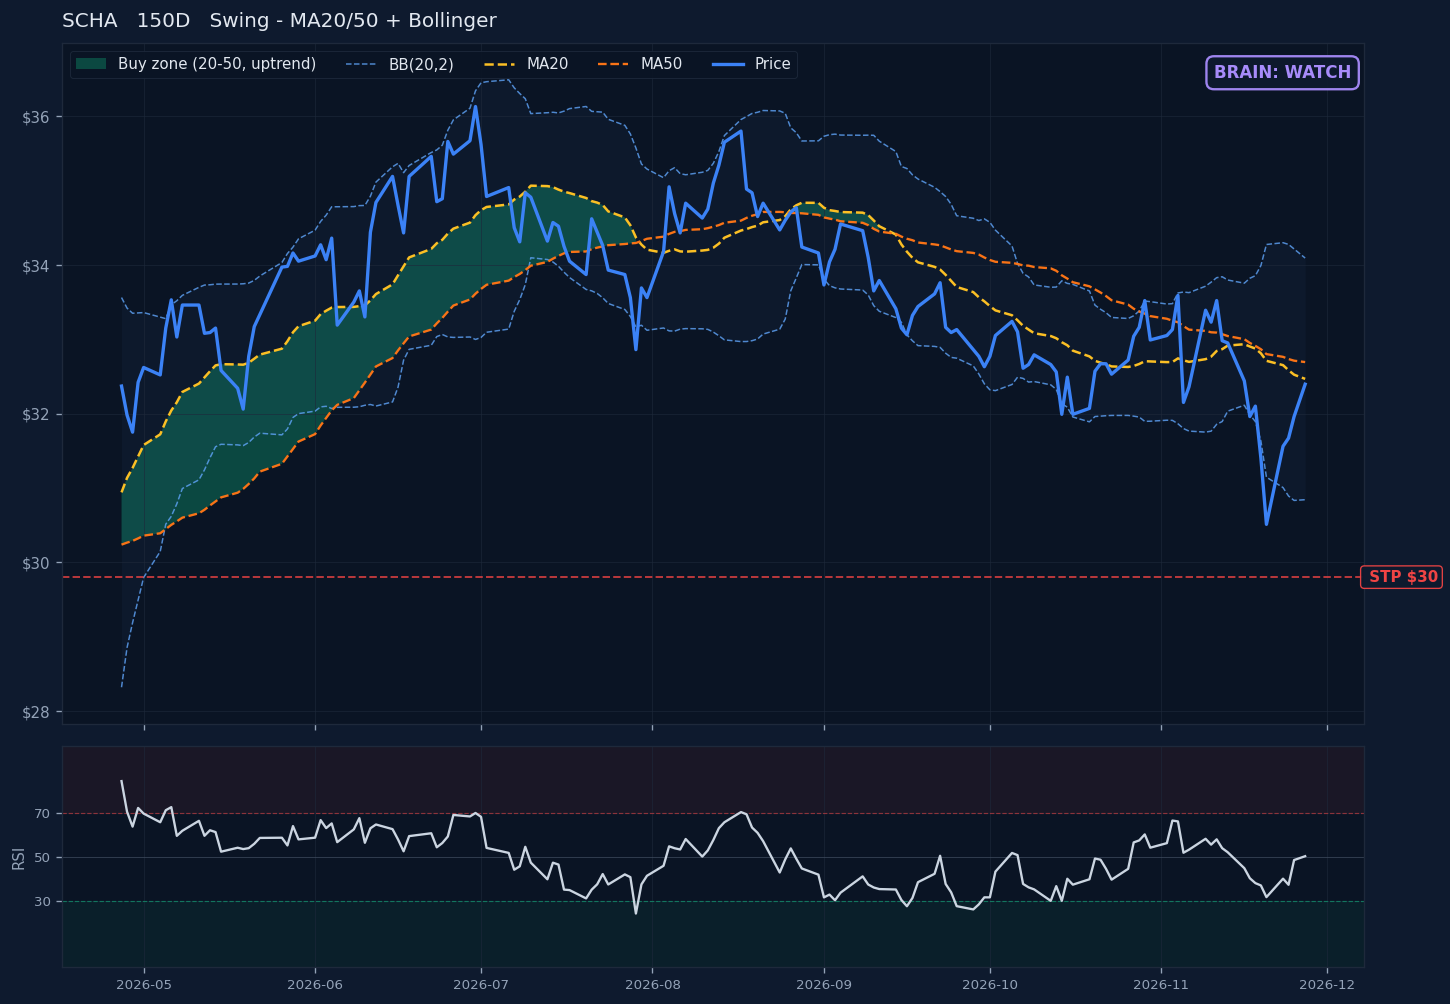 SCHA 150D Swing - MA20/50 + Bollinger
Buy zone (20-50, uptrend) BB(20,2) MA20 MA50 Price
BRAIN: WATCH
$36
$34
$32
$30
STP $30
$28
70
50
30
RSI
2026-05 2026-06 2026-07 2026-08 2026-09 2026-10 2026-11 2026-12